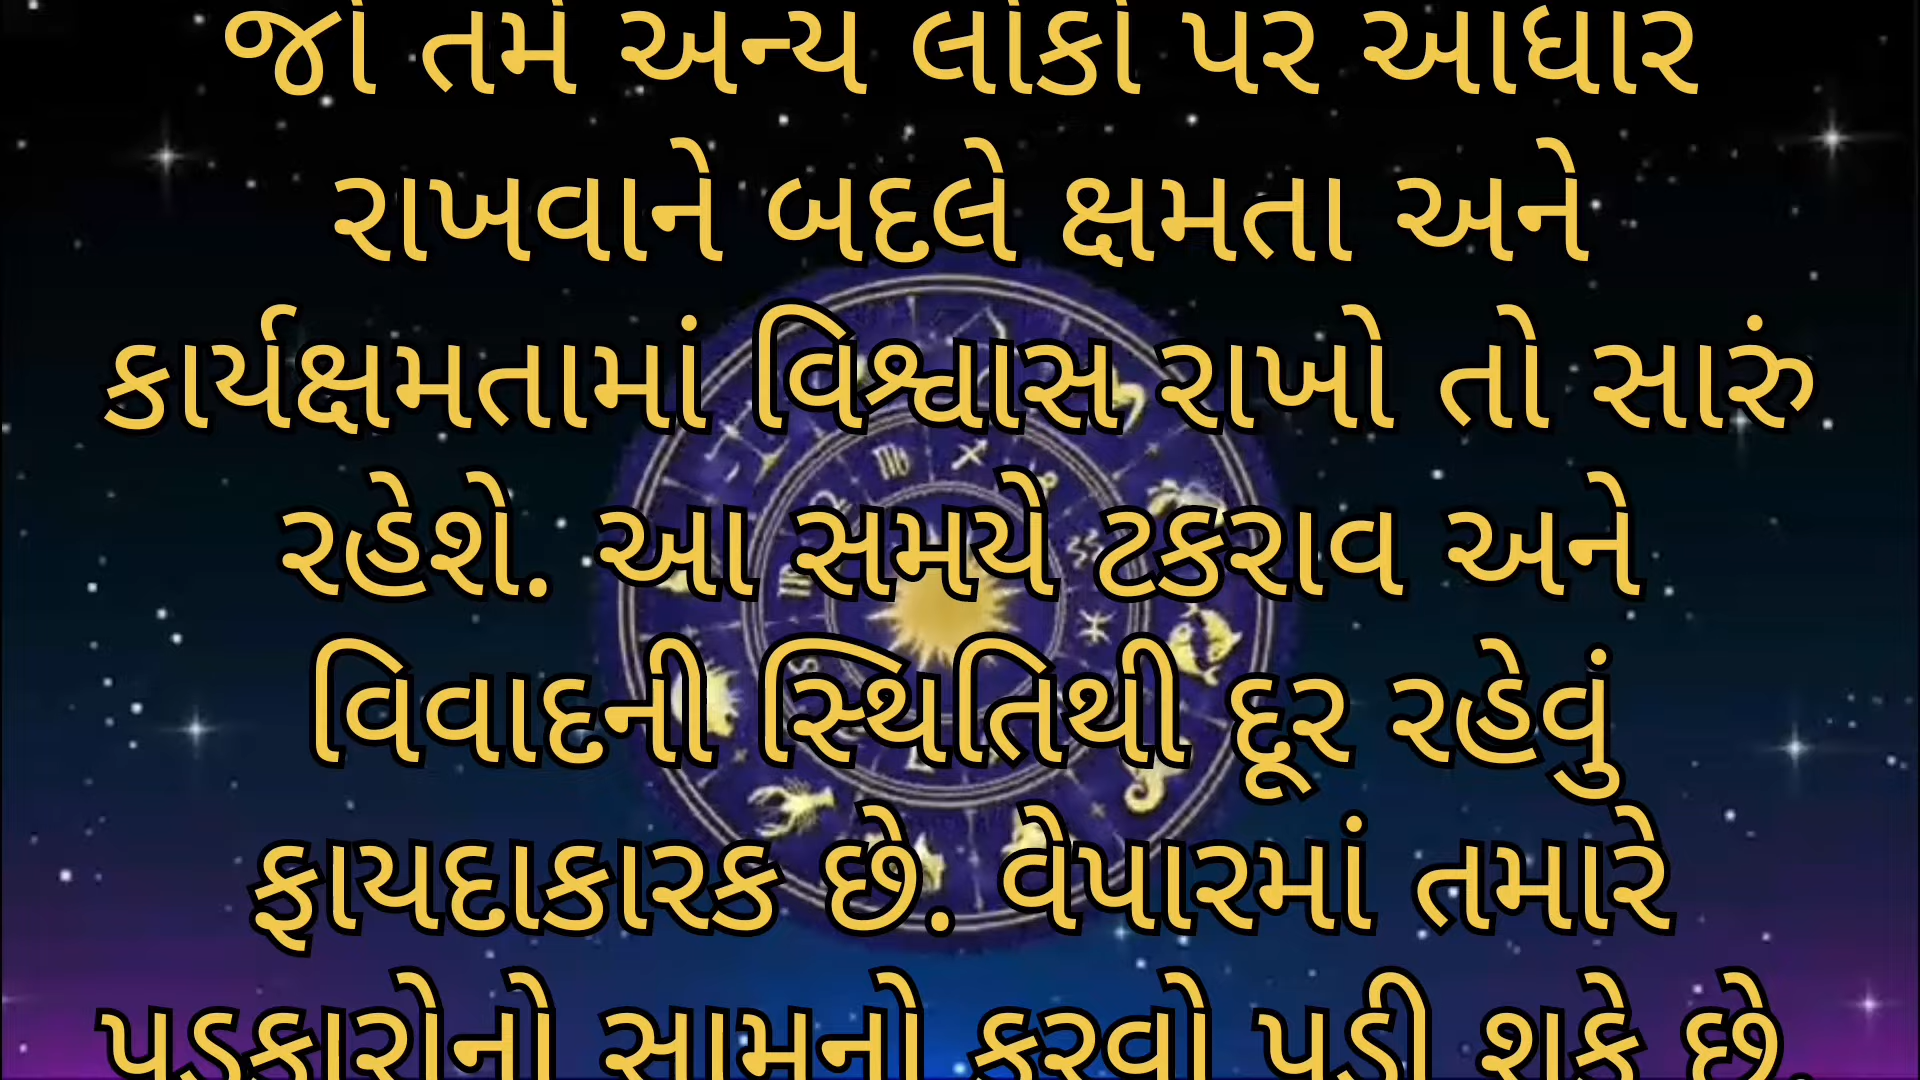 જો તમે અન્ય લોકો પર આધાર
રાખવાને બદલે ક્ષમતા અને
કાર્યક્ષમતામાં વિશ્વાસ રાખો તો સારું
રહેશે. આ સમયે ટકરાવ અને
વિવાદની સ્થિતિથી દૂર રહેવું
ફાયદાકારક છે. વેપારમાં તમારે
પડકારોનો સામનો કરવો પડી શકે છે.